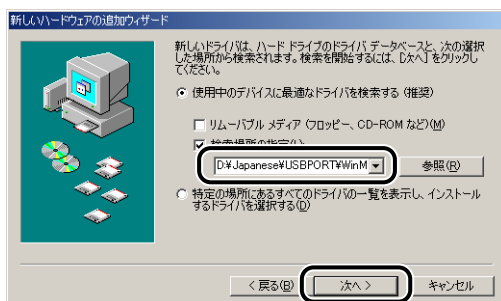 新しいハードウェアの追加ウィザード
新しいドライバは、ハード ドライブのドライバ データベースと、次の選択
した場所から検索されます。検索を開始するには、[次へ] をクリックし
てください。
使用中のデバイスに最適なドライバを検索する (推奨)
リムーバブル メディア (フロッピー、CD-ROM など)(M)
検索場所の指定(L)
D:¥Japanese¥USBPORT¥WinM
参照(R)
特定の場所にあるすべてのドライバの一覧を表示し、インストール
するドライバを選択する(D)
< 戻る(B)
次へ >
キャンセル